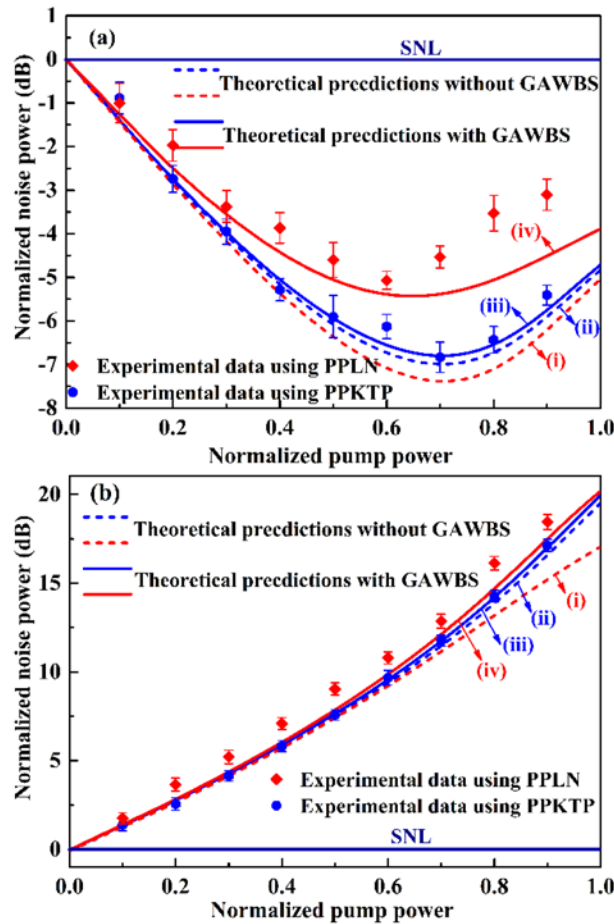 (a)
SNL
Theoretical precdictions without GAWBS
Theoretical precdictions with GAWBS
(iv)
(iii)
(ii)
(i)
Experimental data using PPLN
Experimental data using PPKTP
0
-1
-2
-3
-4
-5
-6
-7
-8
Normalized noise power (dB)
0.0 0.2 0.4 0.6 0.8 1.0
Normalized pump power
(b)
Theoretical precdictions without GAWBS
Theoretical precdictions with GAWBS
(i)
(ii)
(iii)
(iv)
Experimental data using PPLN
Experimental data using PPKTP
SNL
20
15
10
5
0
Normalized noise power (dB)
0.0 0.2 0.4 0.6 0.8 1.0
Normalized pump power